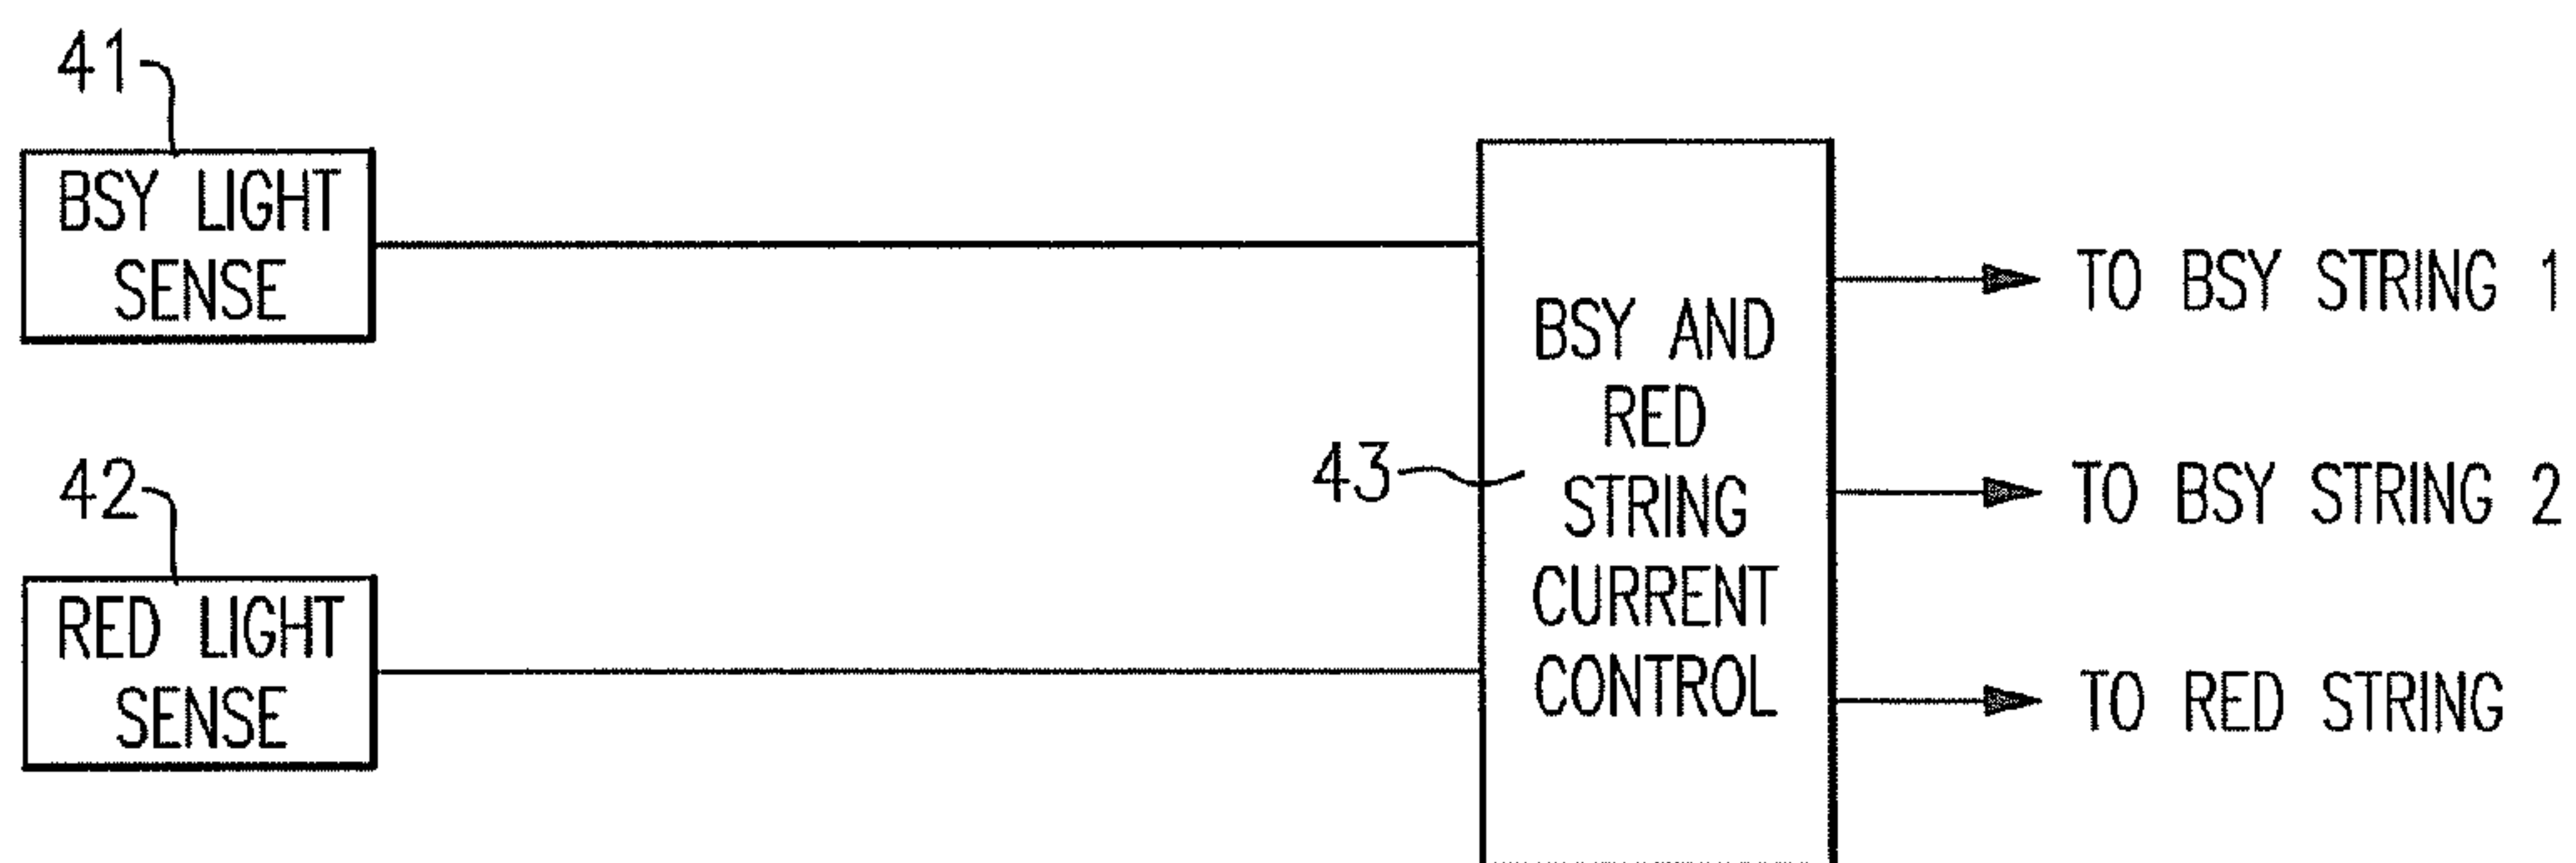 41
BSY LIGHT
SENSE
42
RED LIGHT
SENSE
43
BSY AND
RED
STRING
CURRENT
CONTROL
TO BSY STRING 1
TO BSY STRING 2
TO RED STRING